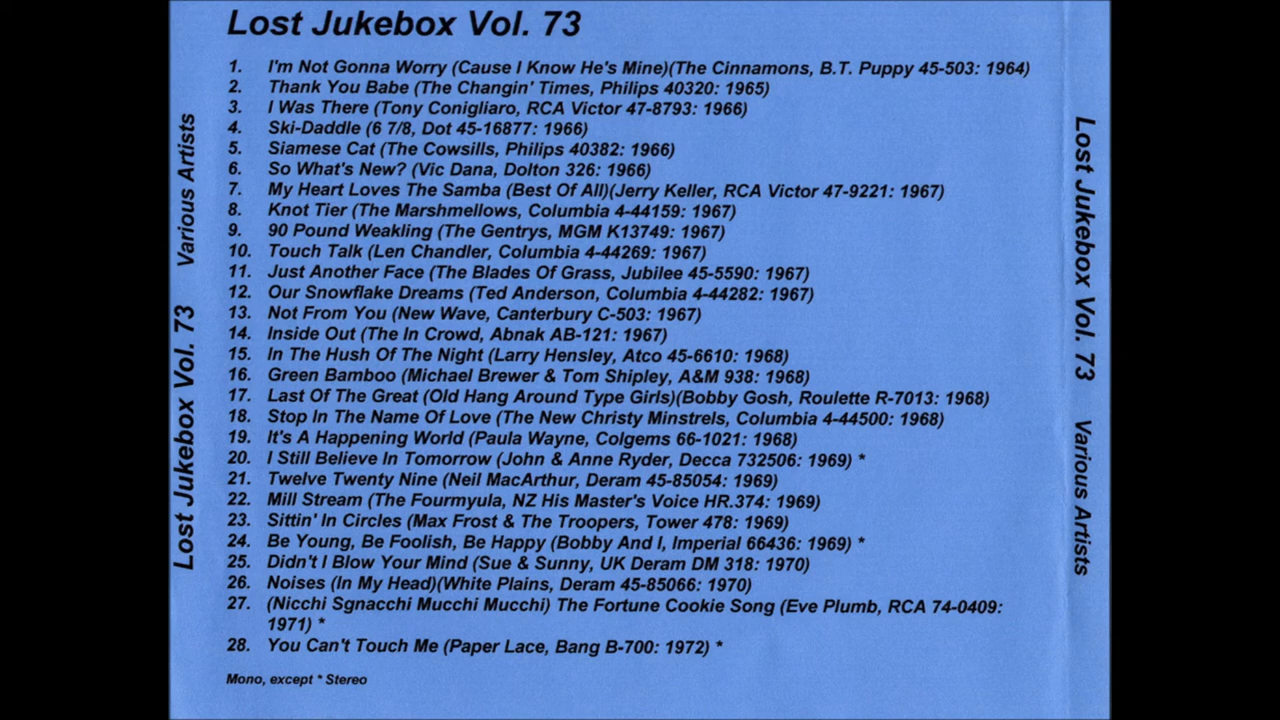 Lost Jukebox Vol. 73
1. I'm Not Gonna Worry (Cause I Know He's Mine)(The Cinnamons, B.T. Puppy 45-503: 1964)
2. Thank You Babe (The Changin' Times, Philips 40320: 1965)
3. I Was There (Tony Conigliaro, RCA Victor 47-8793: 1966)
4. Ski-Daddle (6 7/8, Dot 45-16877: 1966)
5. Siamese Cat (The Cowsills, Philips 40382: 1966)
6. So What's New? (Vic Dana, Dolton 326: 1966)
7. My Heart Loves The Samba (Best Of All)(Jerry Keller, RCA Victor 47-9221: 1967)
8. Knot Tier (The Marshmellows, Columbia 4-44159: 1967)
9. 90 Pound Weakling (The Gentrys, MGM K13749: 1967)
10. Touch Talk (Len Chandler, Columbia 4-44269: 1967)
11. Just Another Face (The Blades Of Grass, Jubilee 45-5590: 1967)
12. Our Snowflake Dreams (Ted Anderson, Columbia 4-44282: 1967)
13. Not From You (New Wave, Canterbury C-503: 1967)
14. Inside Out (The In Crowd, Abnak AB-121: 1967)
15. In The Hush Of The Night (Larry Hensley, Atco 45-6610: 1968)
16. Green Bamboo (Michael Brewer & Tom Shipley, A&M 938: 1968)
17. Last Of The Great (Old Hang Around Type Girls)(Bobby Gosh, Roulette R-7013: 1968)
18. Stop In The Name Of Love (The New Christy Minstrels, Columbia 4-44500: 1968)
19. It's A Happening World (Paula Wayne, Colgems 66-1021: 1968)
20. I Still Believe In Tomorrow (John & Anne Ryder, Decca 732506: 1969) *
21. Twelve Twenty Nine (Neil MacArthur, Deram 45-85054: 1969)
22. Mill Stream (The Fourmyula, NZ His Master's Voice HR.374: 1969)
23. Sittin' In Circles (Max Frost & The Troopers, Tower 478: 1969)
24. Be Young, Be Foolish, Be Happy (Bobby And I, Imperial 66436: 1969) *
25. Didn't I Blow Your Mind (Sue & Sunny, UK Deram DM 318: 1970)
26. Noises (In My Head)(White Plains, Deram 45-85066: 1970)
27. (Nicchi Sgnacchi Mucchi Mucchi) The Fortune Cookie Song (Eve Plumb, RCA 74-0409:
1971) *
28. You Can't Touch Me (Paper Lace, Bang B-700: 1972) *
Mono, except * Stereo
Lost Jukebox Vol. 73 Various Artists
Lost Jukebox Vol. 73 Various Artists